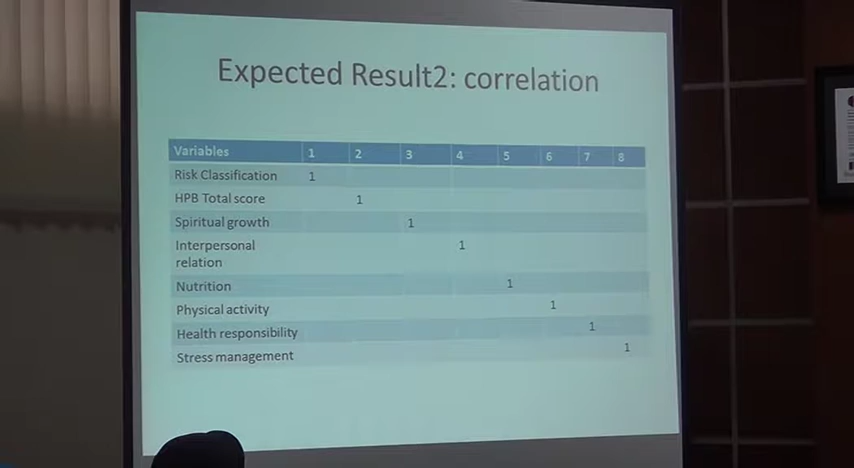 Expected Result2: correlation
Variables 1 2 3 4 5 6 7 8
Risk Classification 1
HPB Total score 1
Spiritual growth 1
Interpersonal 1
relation
Nutrition 1
Physical activity 1
Health responsibility 1
Stress management 1